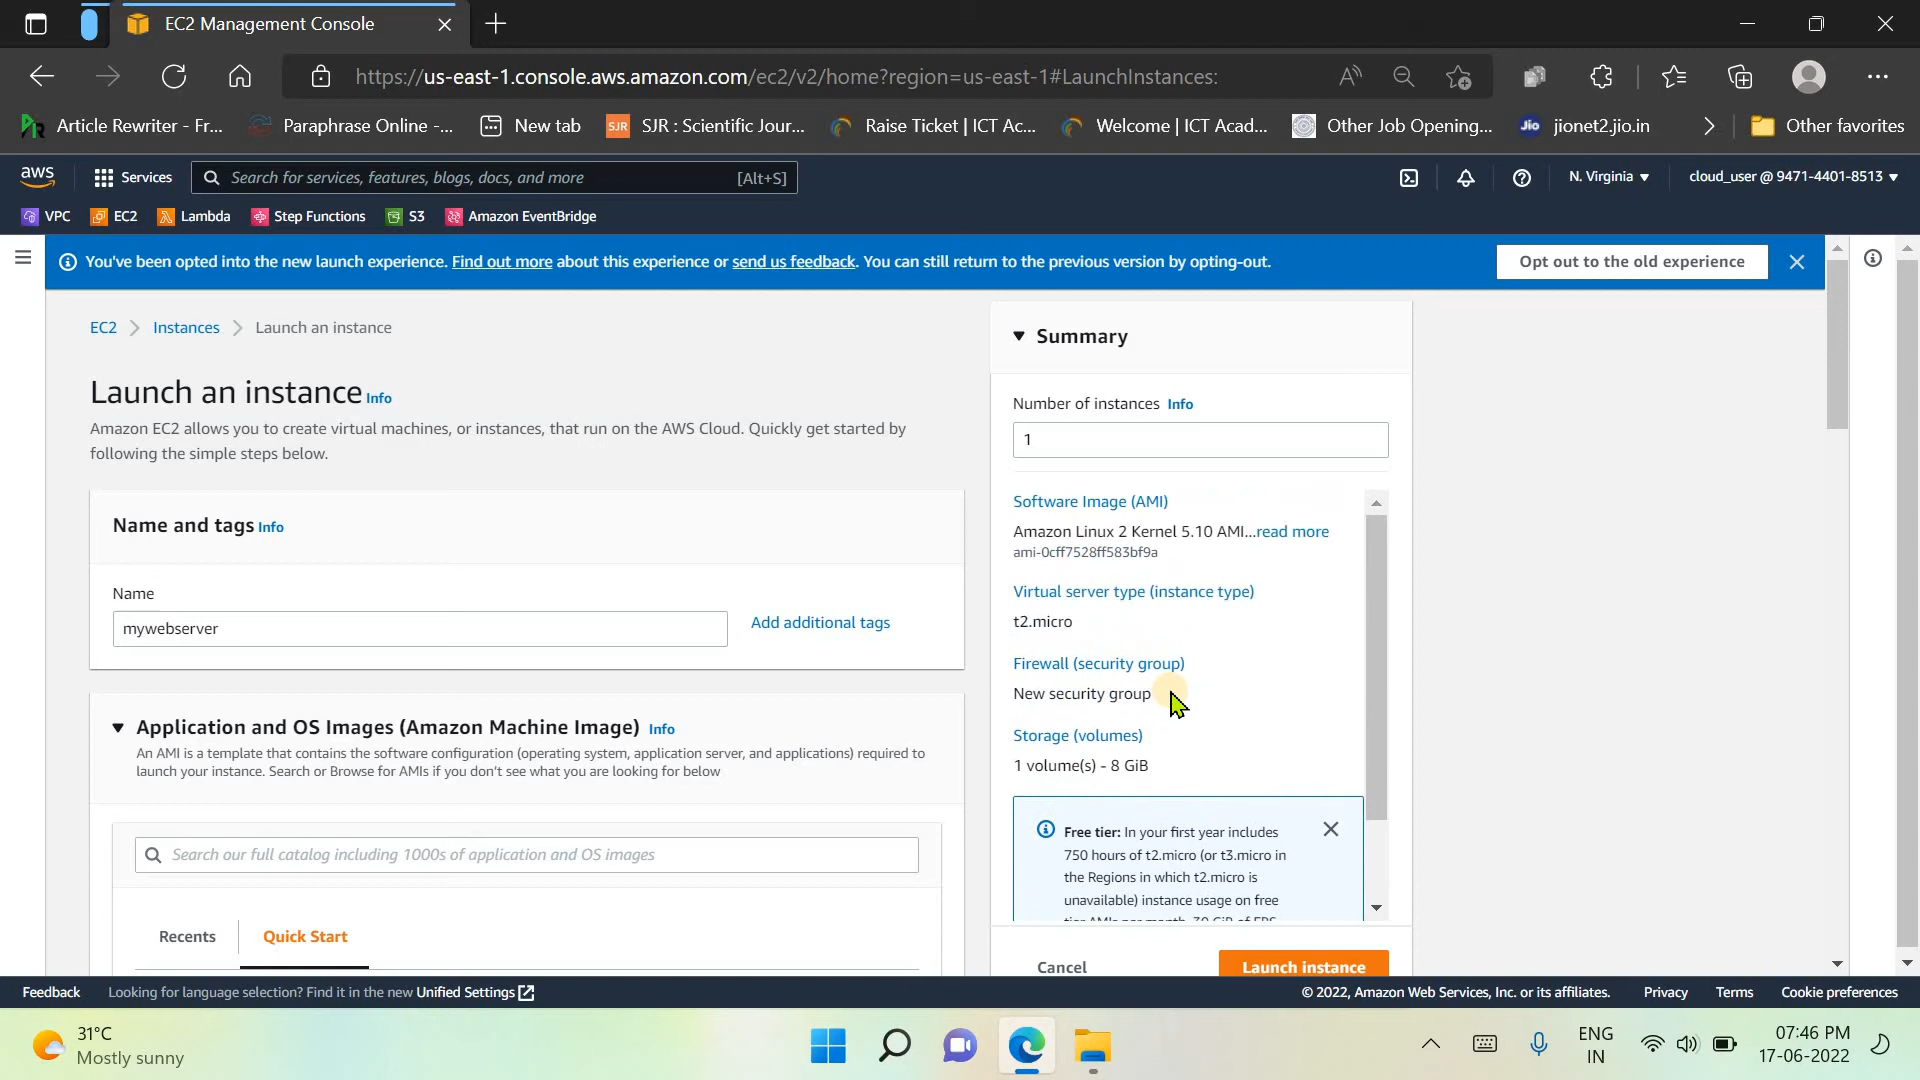 EC2 Management Console
https://us-east-1.console.aws.amazon.com/ec2/v2/home?region=us-east-1#LaunchInstances:
Article Rewriter - Fr...
Paraphrase Online -...
New tab
SJR SJR : Scientific Jour...
Raise Ticket | ICT Ac...
Welcome | ICT Acad...
Other Job Opening...
Jio jionet2.jio.in
Other favorites
aws
Services
Search for services, features, blogs, docs, and more
[Alt+S]
N. Virginia
cloud_user @ 9471-4401-8513
VPC
EC2
Lambda
Step Functions
S3
Amazon EventBridge
You've been opted into the new launch experience. Find out more about this experience or send us feedback. You can still return to the previous version by opting-out.
Opt out to the old experience
EC2
Instances
Launch an instance
Launch an instance Info
Amazon EC2 allows you to create virtual machines, or instances, that run on the AWS Cloud. Quickly get started by
following the simple steps below.
Name and tags Info
Name
mywebserver
Add additional tags
Application and OS Images (Amazon Machine Image) Info
An AMI is a template that contains the software configuration (operating system, application server, and applications) required to
launch your instance. Search or Browse for AMIs if you don't see what you are looking for below
Search our full catalog including 1000s of application and OS images
Recents
Quick Start
Summary
Number of instances Info
1
Software Image (AMI)
Amazon Linux 2 Kernel 5.10 AMI...read more
ami-0cff7528ff583bf9a
Virtual server type (instance type)
t2.micro
Firewall (security group)
New security group
Storage (volumes)
1 volume(s) - 8 GiB
Free tier: In your first year includes
750 hours of t2.micro (or t3.micro in
the Regions in which t2.micro is
unavailable) instance usage on free
tier AMIs per month, 30 GiB of EBS
Cancel
Launch instance
Feedback
Looking for language selection? Find it in the new Unified Settings
© 2022, Amazon Web Services, Inc. or its affiliates.
Privacy
Terms
Cookie preferences
31°C
Mostly sunny
ENG
IN
07:46 PM
17-06-2022